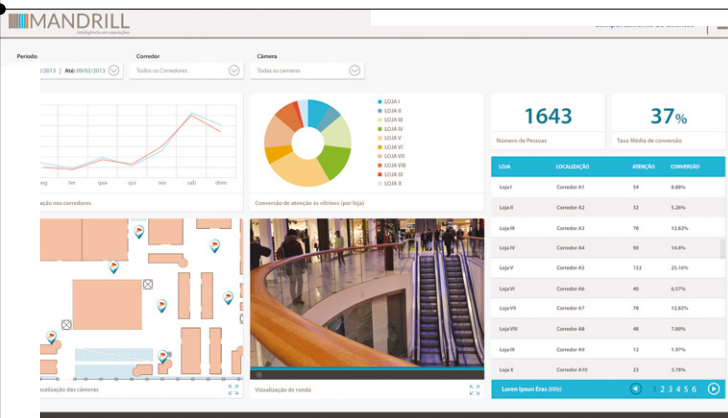 MANDRILL
inteligência em operações
Período
Corredor
Câmera
/2013 | Até: 09/02/2013
Todos os Corredores
Todas as cameras
LOJA I
LOJA II
LOJA III
LOJA IV
LOJA V
LOJA VI
LOJA VII
LOJA VIII
LOJA IX
LOJA X
ter
qua
qui
sex
sab
dom
ação nos corredores
Conversão de atenção às vitrines (por loja)
1643
Número de Pessoas
37%
Taxa Média de conversão
LOJA LOCALIZAÇÃO ATENÇÃO CONVERSÃO
Loja I Corredor A1 54 8.88%
Loja II Corredor A2 32 5.26%
Loja III Corredor A3 78 12.82%
Loja IV Corredor A4 90 14.8%
Loja V Corredor A5 153 25.16%
Loja VI Corredor A6 40 6.57%
Loja VII Corredor A7 78 12.82%
Loja VIII Corredor A8 48 7.89%
Loja IX Corredor A9 12 1.97%
Loja X Corredor A10 23 3.78%
Lorem Ipsun Eras (title) 1 2 3 4 5 6
calização das câmeras
Visualização de ronda